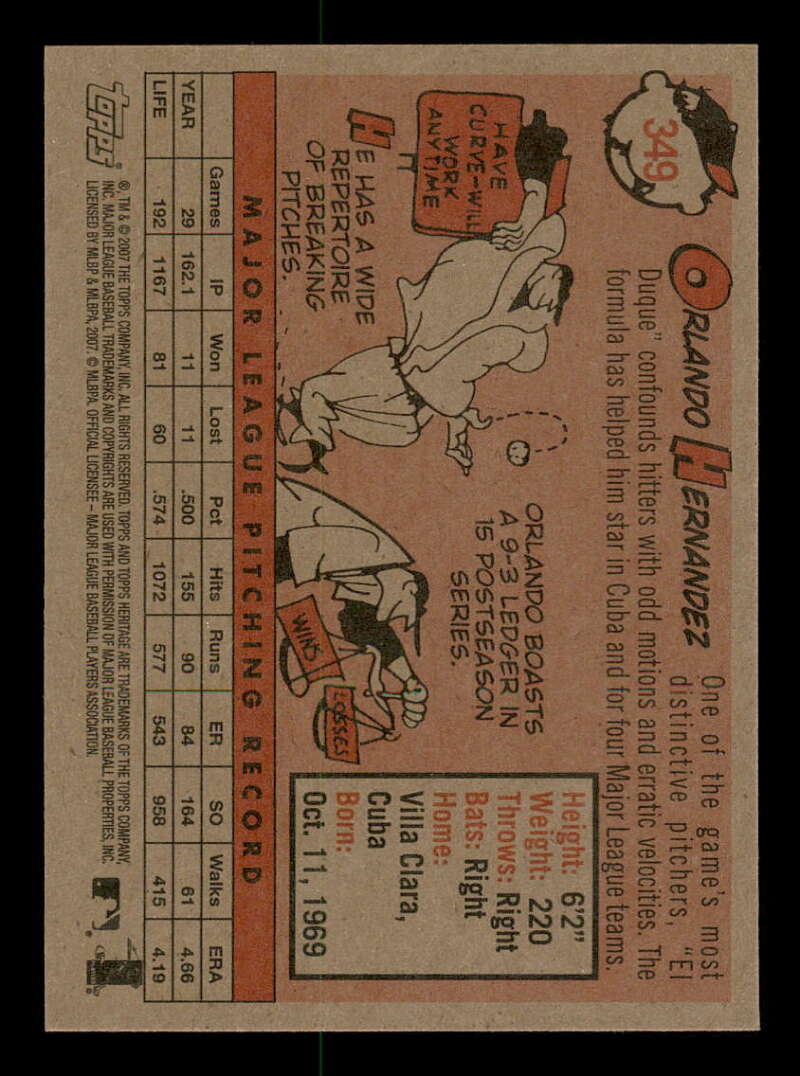 349
ORLANDO HERNANDEZ
One of the game's most
distinctive pitchers, "El
Duque" confounds hitters with odd motions and erratic velocities. The
formula has helped him star in Cuba and for four Major League teams.
HAVE
CURVE-WILL
WORK
ANYTIME
HE HAS A WIDE
REPERTOIRE
OF BREAKING
PITCHES.
ORLANDO BOASTS
A 9-3 LEDGER IN
15 POSTSEASON
SERIES.
WINS
LOSSES
Height: 6'2"
Weight: 220
Throws: Right
Bats: Right
Home:
Villa Clara,
Cuba
Born:
Oct. 11, 1969
MAJOR LEAGUE PITCHING RECORD
Games IP Won Lost Pct Hits Runs ER SO Walks ERA
YEAR 29 162.1 11 11 .500 155 90 84 164 61 4.66
LIFE 192 1167 81 60 .574 1072 577 543 958 415 4.19
TOPPS®
®, TM & © 2007 THE TOPPS COMPANY, INC. ALL RIGHTS RESERVED. TOPPS AND TOPPS HERITAGE ARE TRADEMARKS OF THE TOPPS COMPANY,
INC. MAJOR LEAGUE BASEBALL TRADEMARKS AND COPYRIGHTS ARE USED WITH PERMISSION OF MAJOR LEAGUE BASEBALL PROPERTIES, INC.
LICENSED BY MLBP & MLBPA, 2007. © MLBPA. OFFICIAL LICENSEE – MAJOR LEAGUE BASEBALL PLAYERS ASSOCIATION.